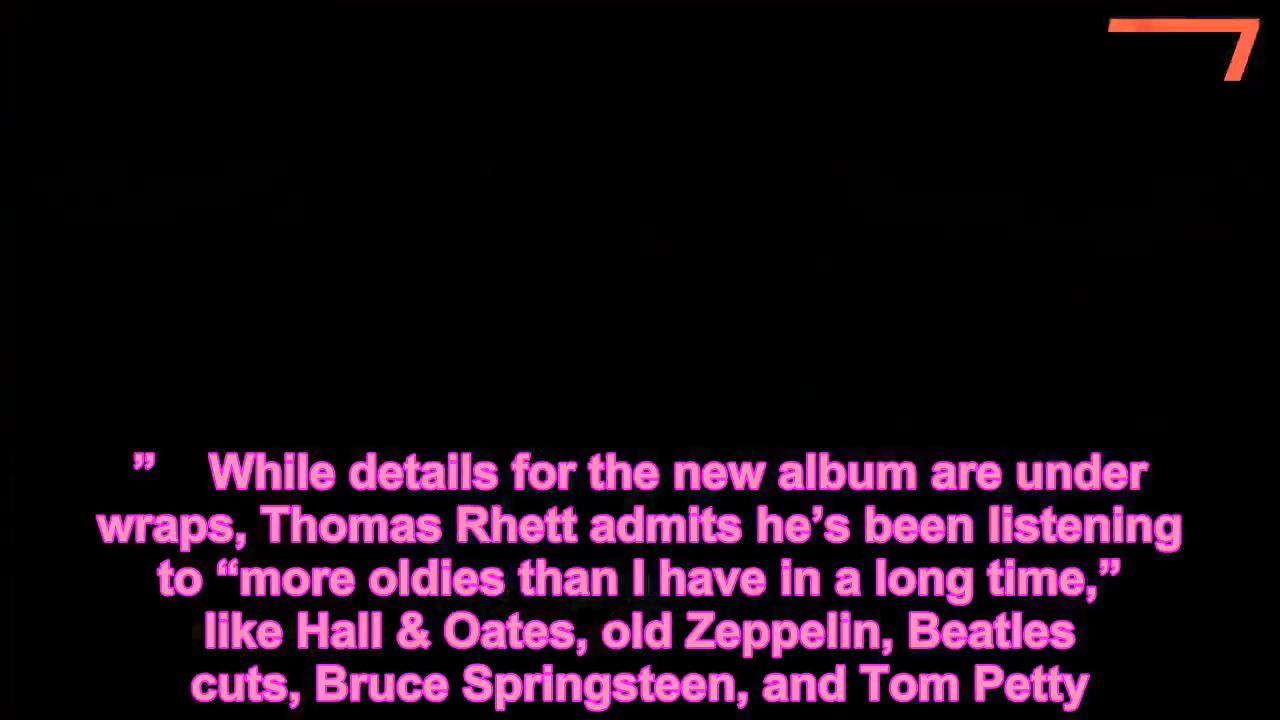 ” While details for the new album are under
wraps, Thomas Rhett admits he’s been listening
to “more oldies than I have in a long time,”
like Hall & Oates, old Zeppelin, Beatles
cuts, Bruce Springsteen, and Tom Petty